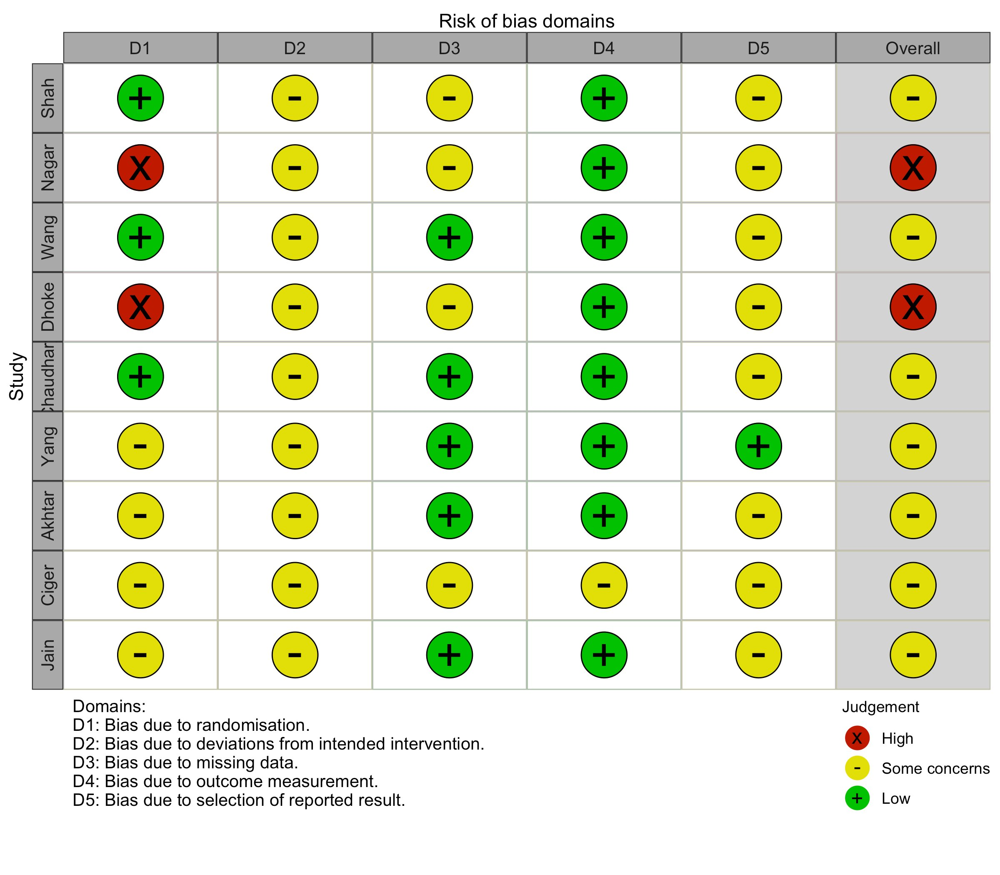 Risk of bias domains
D1 D2 D3 D4 D5 Overall
Study
Shah + - - + - -
Nagar X - - + - X
Wang + - + + - -
Dhoke X - - + - X
+ - + + - -
Yang - - + + + -
Akhtar - - + + - -
Ciger - - - - - -
Jain - - + + - -
Domains:
D1: Bias due to randomisation.
D2: Bias due to deviations from intended intervention.
D3: Bias due to missing data.
D4: Bias due to outcome measurement.
D5: Bias due to selection of reported result.
Judgement
X High
- Some concerns
+ Low